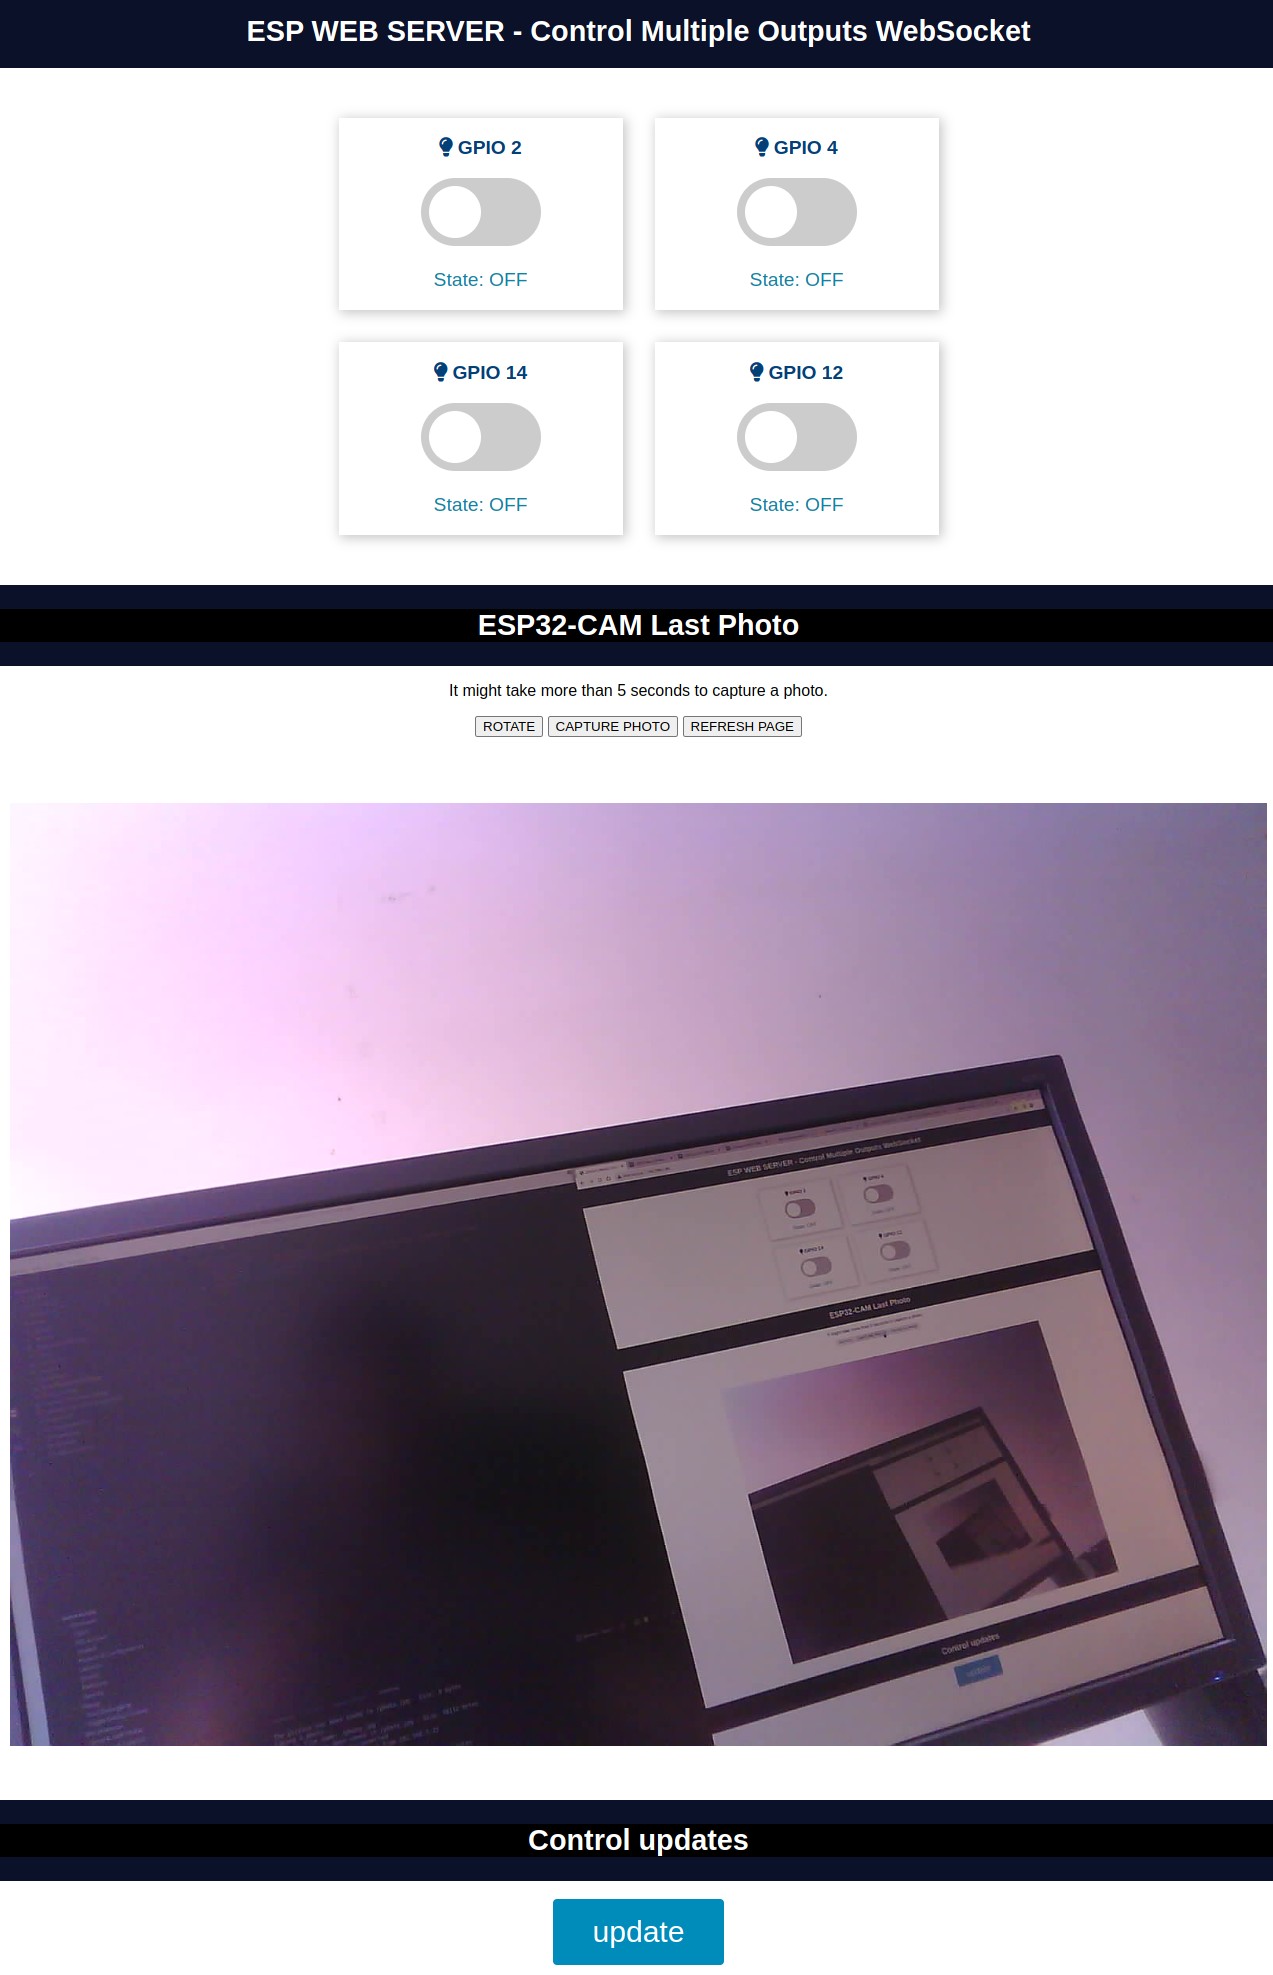 ESP WEB SERVER - Control Multiple Outputs WebSocket
GPIO 2
State: OFF
GPIO 4
State: OFF
GPIO 14
State: OFF
GPIO 12
State: OFF
ESP32-CAM Last Photo
It might take more than 5 seconds to capture a photo.
ROTATE CAPTURE PHOTO REFRESH PAGE
ESP WEB SERVER - Control Multiple Outputs WebSocket
ESP32-CAM Last Photo
Control updates
update
Control updates
update